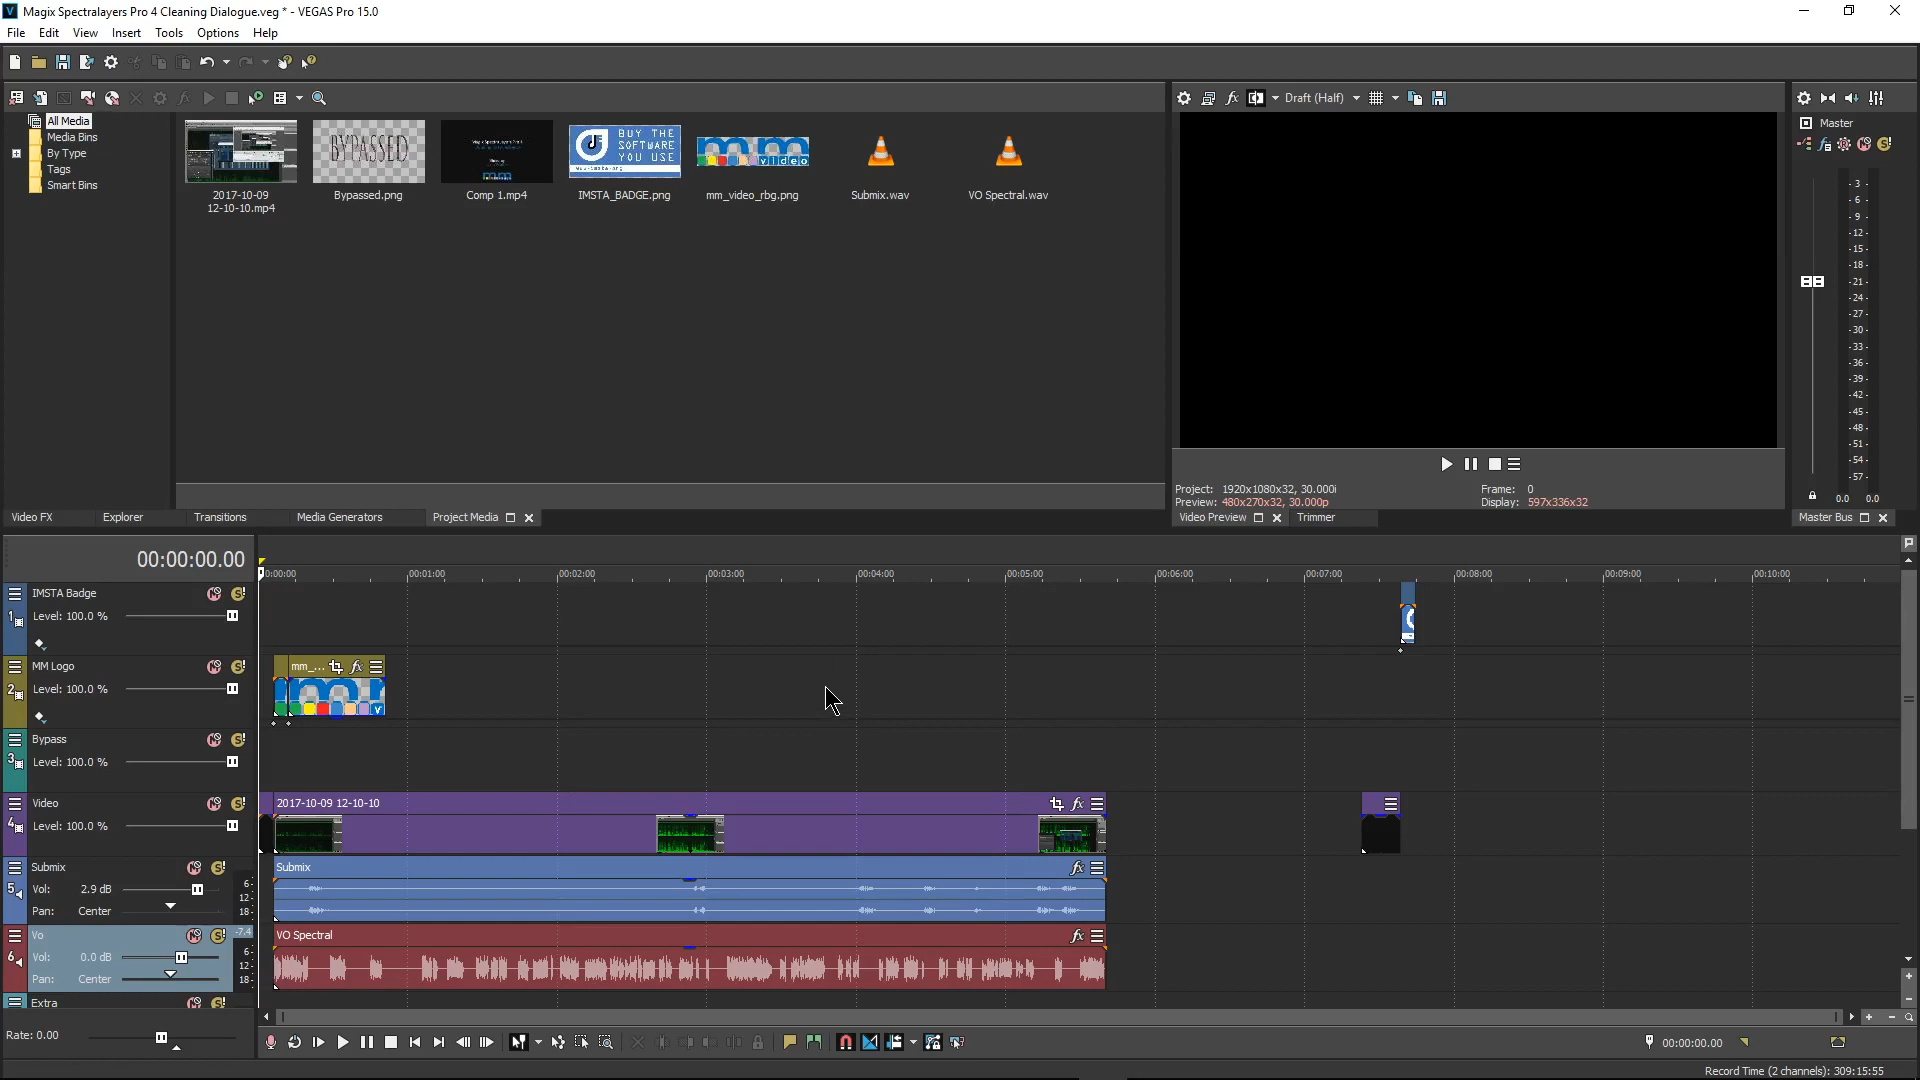 Magix Spectralayers Pro 4 Cleaning Dialogue.veg * - VEGAS Pro 15.0
File Edit View Insert Tools Options Help
Draft (Half)
All Media
Media Bins
By Type
Tags
Smart Bins
BYPASSED
BUY THE
SOFTWARE
YOU USE
video
2017-10-09
12-10-10.mp4
Bypassed.png
Comp 1.mp4
IMSTA_BADGE.png
mm_video_rbg.png
Submix.wav
VO Spectral.wav
Master
-3-
-6-
-9-
-12-
-15-
-18-
-21-
-24-
-27-
-30-
-33-
-36-
-39-
-42-
-45-
-48-
-51-
-54-
-57-
0.0 0.0
Project: 1920x1080x32, 30.000i
Frame: 0
Preview: 480x270x32, 30.000p
Display: 597x336x32
Video FX Explorer Transitions Media Generators Project Media
Video Preview Trimmer
Master Bus
00:00:00.00
0:00:00 00:01:00 00:02:00 00:03:00 00:04:00 00:05:00 00:06:00 00:07:00 00:08:00 00:09:00 00:10:00
1 IMSTA Badge
Level: 100.0 %
2 MM Logo
Level: 100.0 %
mm_... fx
v
3 Bypass
Level: 100.0 %
4 Video
Level: 100.0 %
2017-10-09 12-10-10 fx
5 Submix
Vol: 2.9 dB
Pan: Center
6-
12-
18-
Submix fx
6 Vo
Vol: 0.0 dB
Pan: Center
-7.4
6-
12-
18-
VO Spectral fx
Extra
Rate: 0.00
00:00:00.00
Record Time (2 channels): 309:15:55